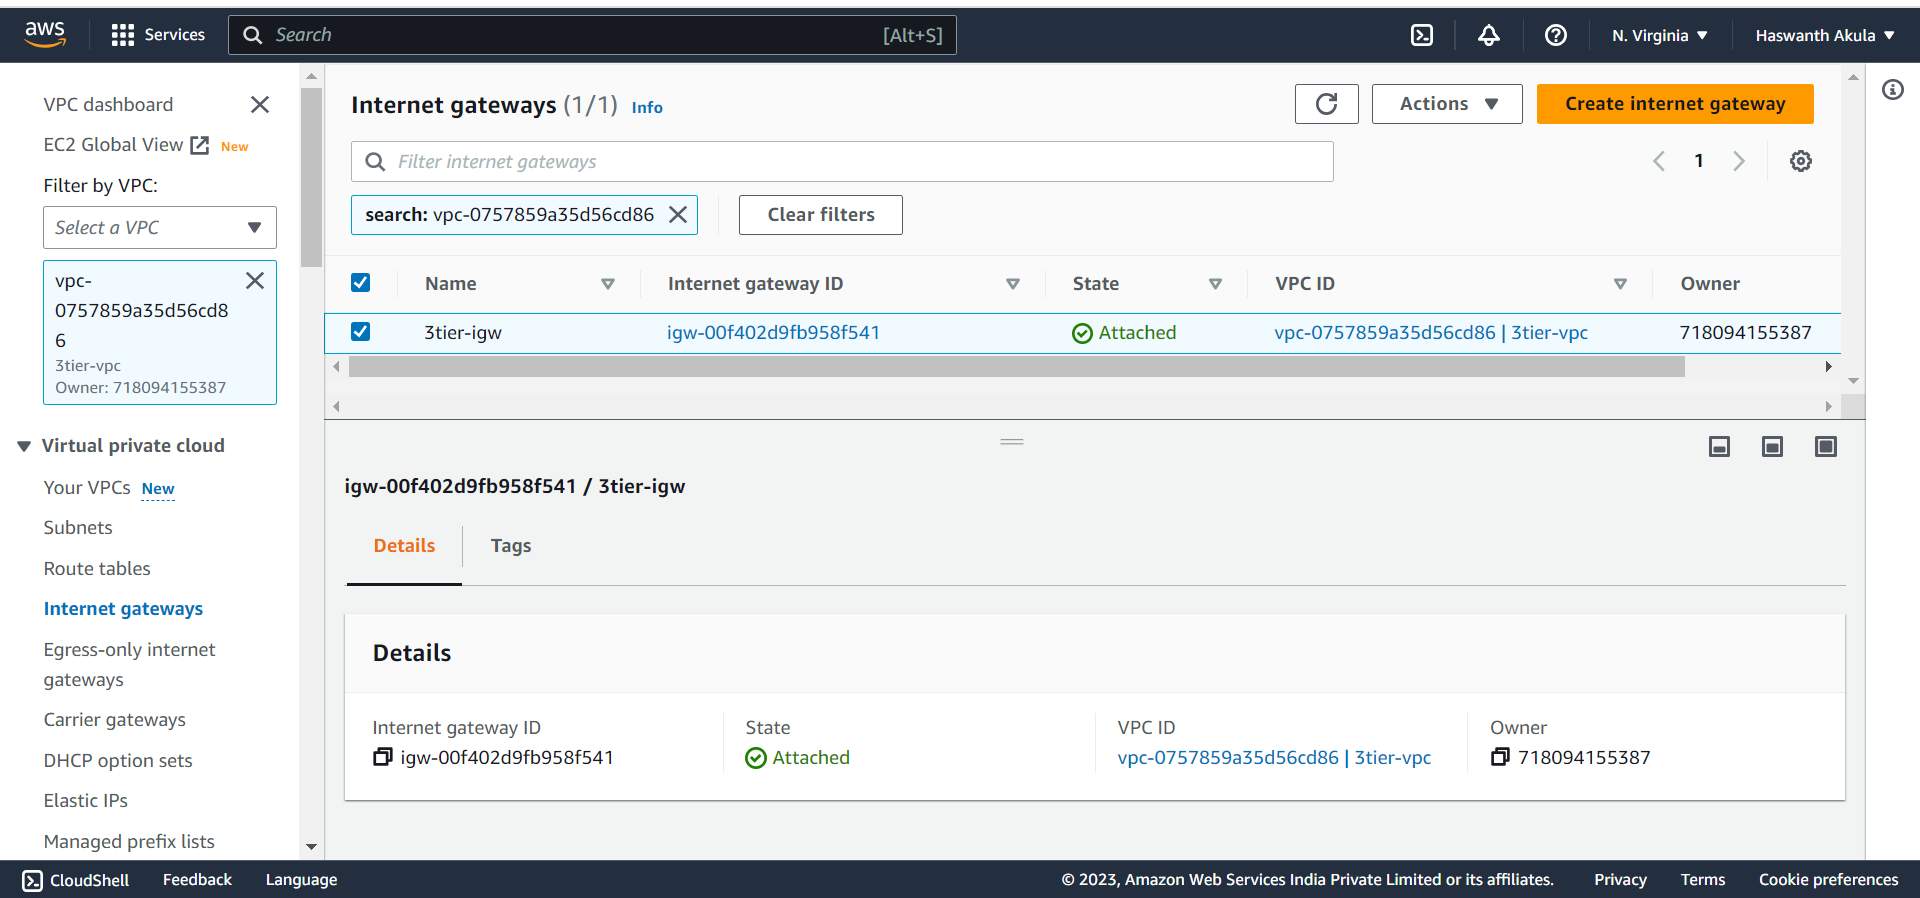 aws
Services
Search [Alt+S]
N. Virginia
Haswanth Akula
VPC dashboard
EC2 Global View New
Filter by VPC:
Select a VPC
vpc-
0757859a35d56cd8
6
3tier-vpc
Owner: 718094155387
Virtual private cloud
Your VPCs New
Subnets
Route tables
Internet gateways
Egress-only internet
gateways
Carrier gateways
DHCP option sets
Elastic IPs
Managed prefix lists
Internet gateways (1/1) Info
Actions
Create internet gateway
Filter internet gateways
1
search: vpc-0757859a35d56cd86
Clear filters
Name Internet gateway ID State VPC ID Owner
3tier-igw igw-00f402d9fb958f541 Attached vpc-0757859a35d56cd86 | 3tier-vpc 718094155387
igw-00f402d9fb958f541 / 3tier-igw
Details Tags
Details
Internet gateway ID State VPC ID Owner
igw-00f402d9fb958f541 Attached vpc-0757859a35d56cd86 | 3tier-vpc 718094155387
CloudShell Feedback Language © 2023, Amazon Web Services India Private Limited or its affiliates. Privacy Terms Cookie preferences